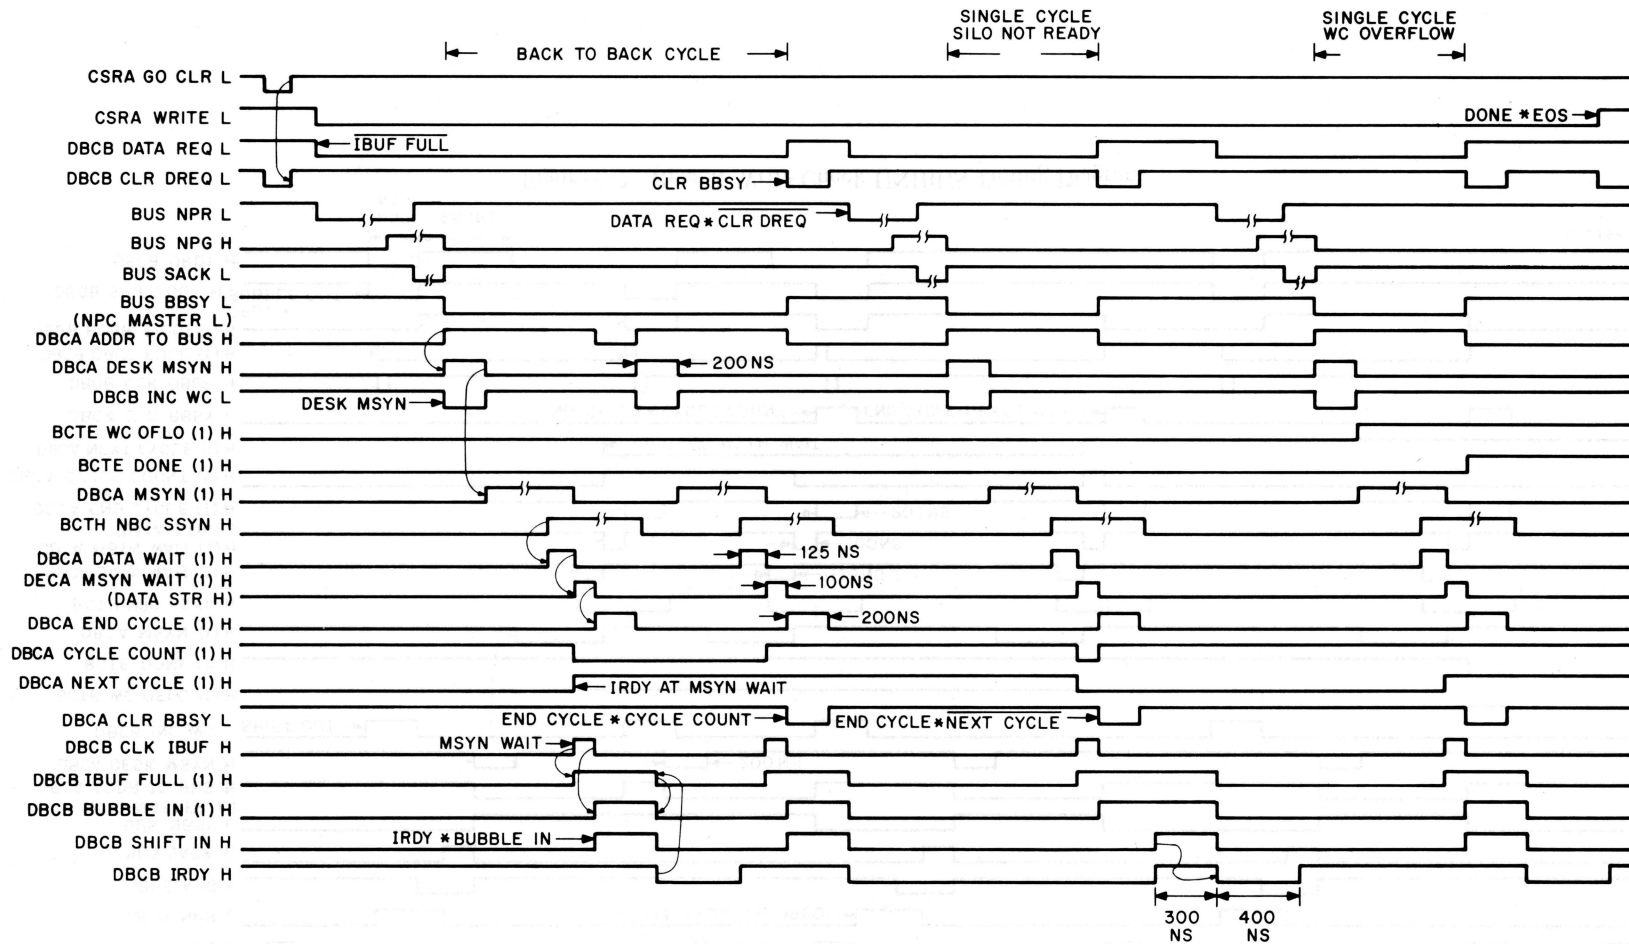 SINGLE CYCLE
SILO NOT READY
SINGLE CYCLE
WC OVERFLOW
BACK TO BACK CYCLE
CSRA GO CLR L
CSRA WRITE L
DONE * EOS
DBCB DATA REQ L
IBUF FULL
DBCB CLR DREQ L
CLR BBSY
BUS NPR L
DATA REQ * CLR DREQ
BUS NPG H
BUS SACK L
BUS BBSY L
(NPC MASTER L)
DBCA ADDR TO BUS H
DBCA DESK MSYN H
200 NS
DBCB INC WC L
DESK MSYN
BCTE WC OFLO (1) H
BCTE DONE (1) H
DBCA MSYN (1) H
BCTH NBC SSYN H
DBCA DATA WAIT (1) H
125 NS
DECA MSYN WAIT (1) H
(DATA STR H)
100NS
DBCA END CYCLE (1) H
200NS
DBCA CYCLE COUNT (1) H
DBCA NEXT CYCLE (1) H
IRDY AT MSYN WAIT
DBCA CLR BBSY L
END CYCLE * CYCLE COUNT
END CYCLE * NEXT CYCLE
DBCB CLK IBUF H
MSYN WAIT
DBCB IBUF FULL (1) H
DBCB BUBBLE IN (1) H
DBCB SHIFT IN H
IRDY * BUBBLE IN
DBCB IRDY H
300
NS
400
NS